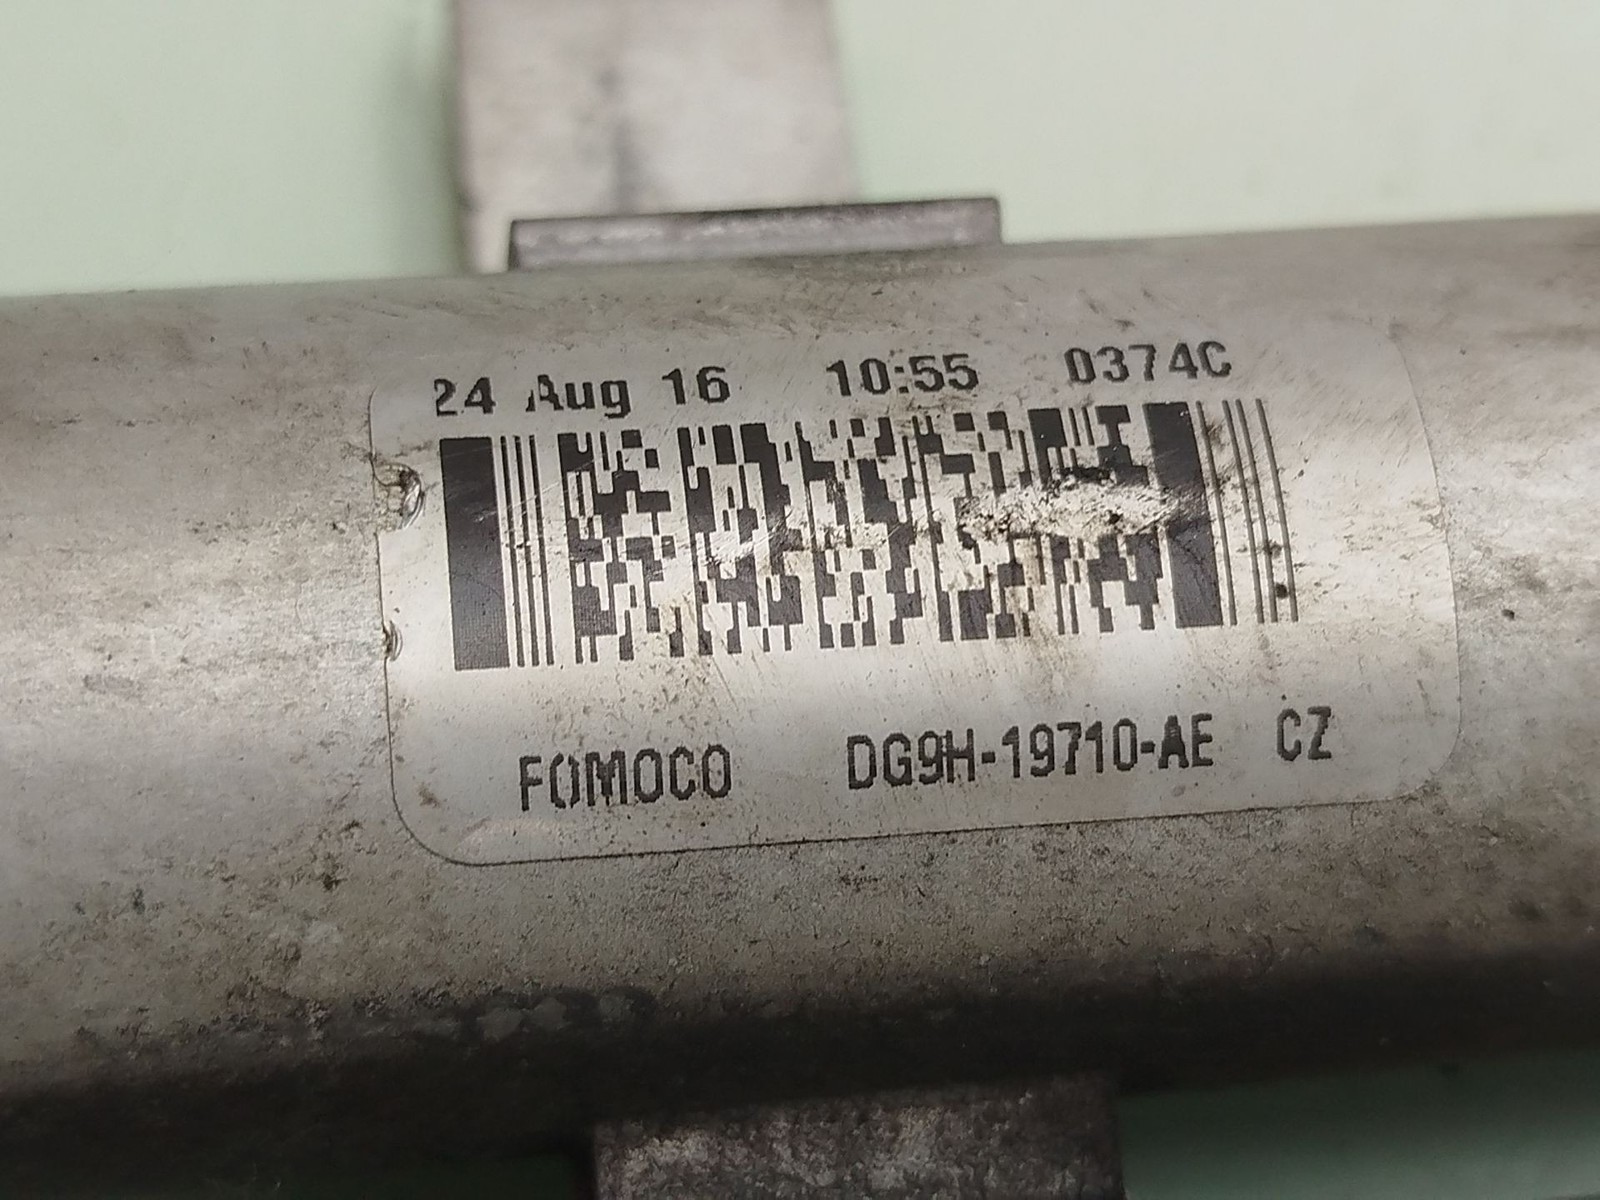 24 Aug 16 10:55 0374C
FOMOCO DG9H-19710-AE CZ